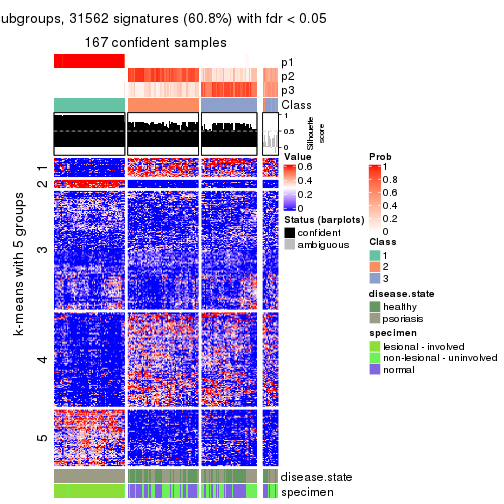 ubgroups, 31562 signatures (60.8%) with fdr < 0.05
167 confident samples
p1
p2
p3
Class
1
0.5
0
Silhouette
score
k-means with 5 groups
1
2
3
4
5
Value
0.6
0.4
0.2
0
Status (barplots)
confident
ambiguous
Prob
1
0.8
0.6
0.4
0.2
0
Class
1
2
3
disease.state
healthy
psoriasis
specimen
lesional - involved
non-lesional - uninvolved
normal
disease.state
specimen